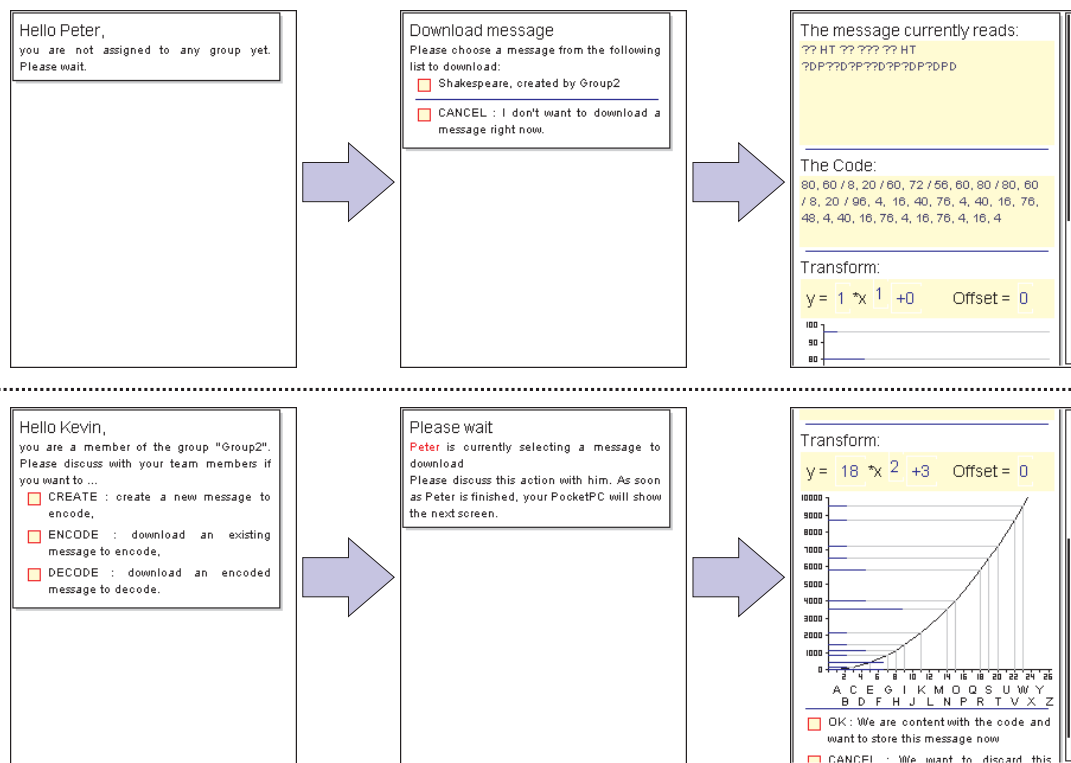 Hello Peter,
you are not assigned to any group yet.
Please wait.
Download message
Please choose a message from the following
list to download:
Shakespeare, created by Group2
CANCEL : I don't want to download a
message right now.
The message currently reads:
?? HT ?? ??? ?? HT
?DP??D?P??D?P?DP?DPD
The Code:
80, 60 / 8, 20 / 60, 72 / 56, 60, 80 / 80, 60
/ 8, 20 / 96, 4, 16, 40, 76, 4, 40, 16, 76,
48, 4, 40, 16, 76, 4, 16, 76, 4, 16, 4
Transform:
y = 1 *x 1 +0 Offset = 0
100
90
80
Hello Kevin,
you are a member of the group "Group2".
Please discuss with your team members if
you want to ...
CREATE : create a new message to
encode,
ENCODE : download an existing
message to encode,
DECODE : download an encoded
message to decode.
Please wait
Peter is currently selecting a message to
download
Please discuss this action with him. As soon
as Peter is finished, your PocketPC will show
the next screen.
Transform:
y = 18 *x 2 +3 Offset = 0
10000
9000
8000
7000
6000
5000
4000
3000
2000
1000
0
2 4 6 8 10 12 14 16 18 20 22 24 26
A C E G I K M O Q S U W Y
B D F H J L N P R T V X Z
OK : We are content with the code and
want to store this message now
CANCEL : We want to discard this